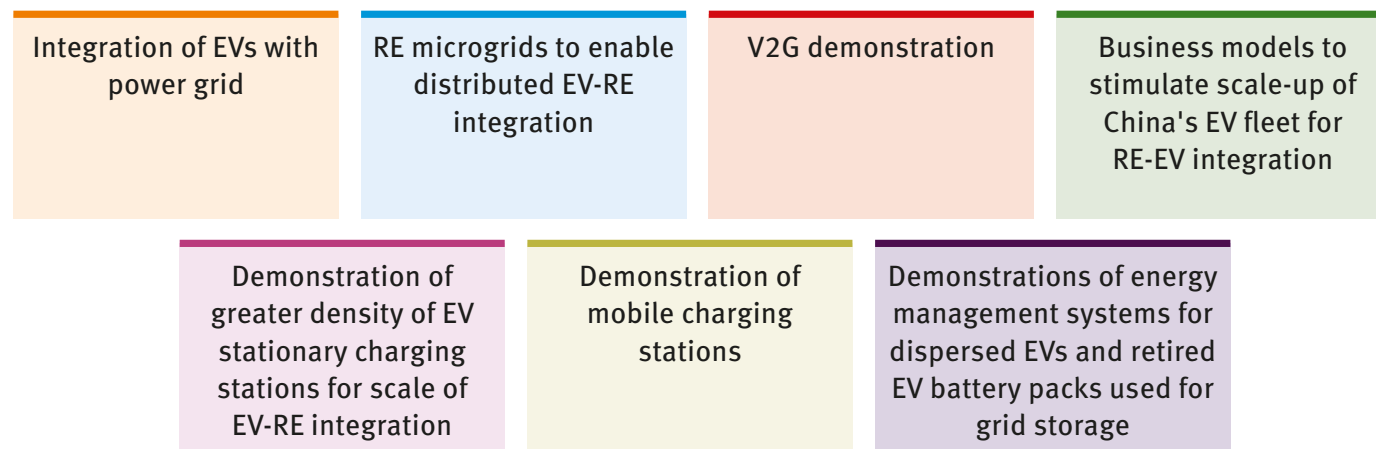 Integration of EVs with
power grid
RE microgrids to enable
distributed EV-RE
integration
V2G demonstration
Business models to
stimulate scale-up of
China's EV fleet for
RE-EV integration
Demonstration of
greater density of EV
stationary charging
stations for scale of
EV-RE integration
Demonstration of
mobile charging
stations
Demonstrations of energy
management systems for
dispersed EVs and retired
EV battery packs used for
grid storage